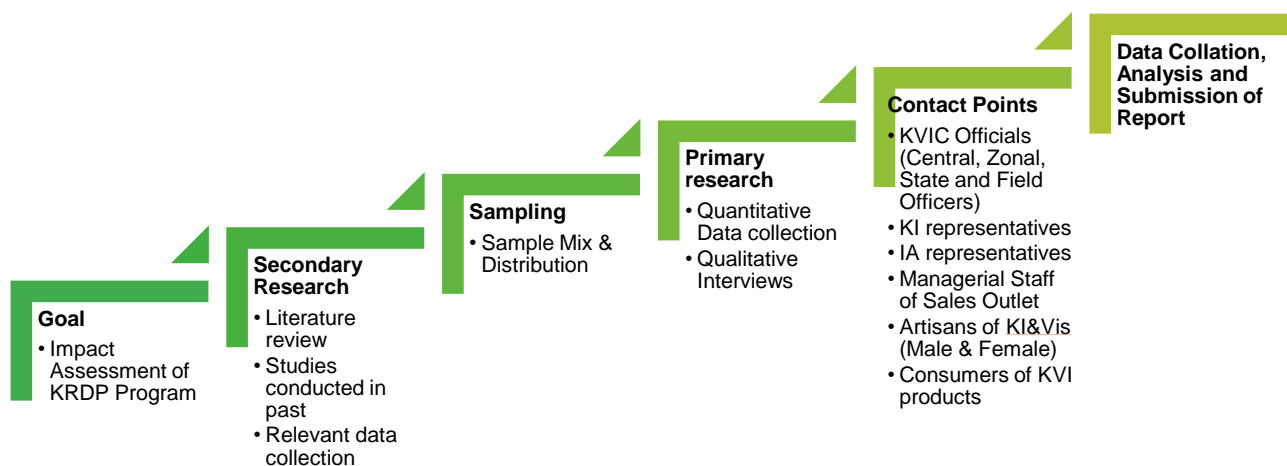 Goal
• Impact
Assessment of
KRDP Program
Secondary
Research
• Literature
review
• Studies
conducted in
past
• Relevant data
collection
Sampling
• Sample Mix &
Distribution
Primary
research
• Quantitative
Data collection
• Qualitative
Interviews
Contact Points
• KVIC Officials
(Central, Zonal,
State and Field
Officers)
• KI representatives
• IA representatives
• Managerial Staff
of Sales Outlet
• Artisans of KI&Vis
(Male & Female)
• Consumers of KVI
products
Data Collation,
Analysis and
Submission of
Report